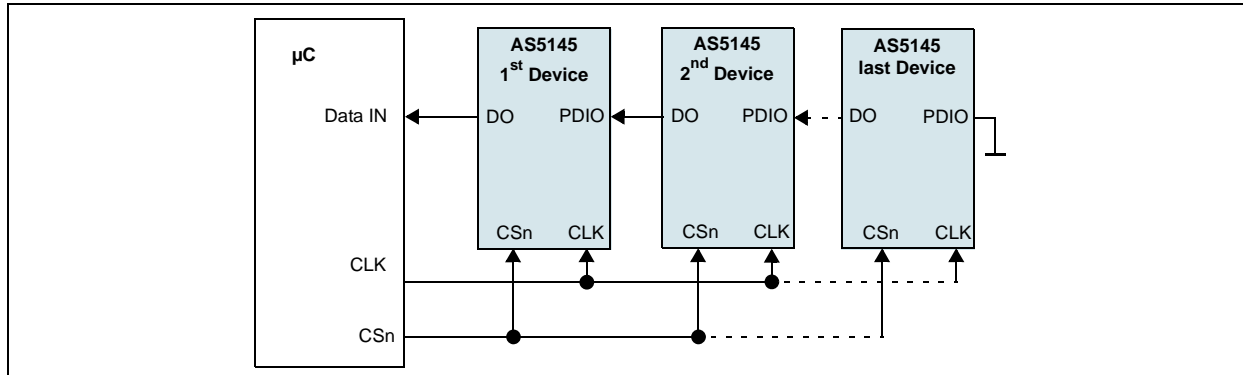 µC
Data IN
CLK
CSn
AS5145
1st Device
DO PDIO
CSn CLK
AS5145
2nd Device
DO PDIO
CSn CLK
AS5145
last Device
DO PDIO
CSn CLK